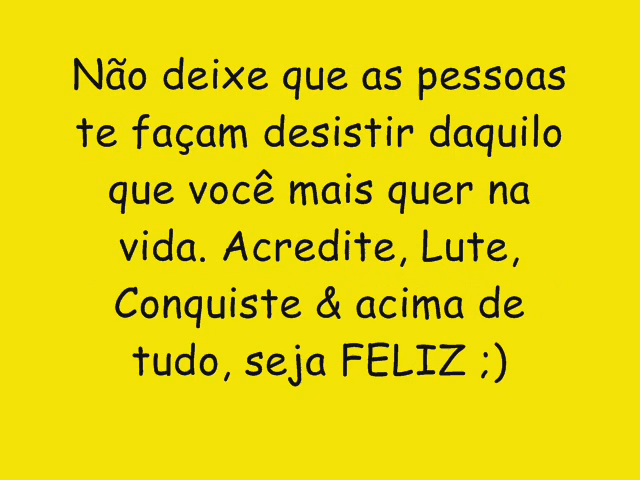 Não deixe que as pessoas
te façam desistir daquilo
que você mais quer na
vida. Acredite, Lute,
Conquiste & acima de
tudo, seja FELIZ ;)